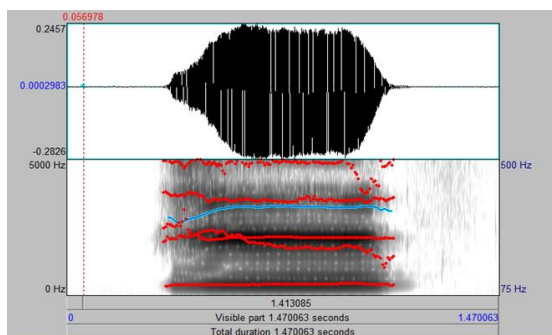 0.056978
0.2457
0.0002983
-0.2826
5000 Hz
500 Hz
0 Hz
75 Hz
1.413085
0
Visible part 1.470063 seconds
1.470063
Total duration 1.470063 seconds